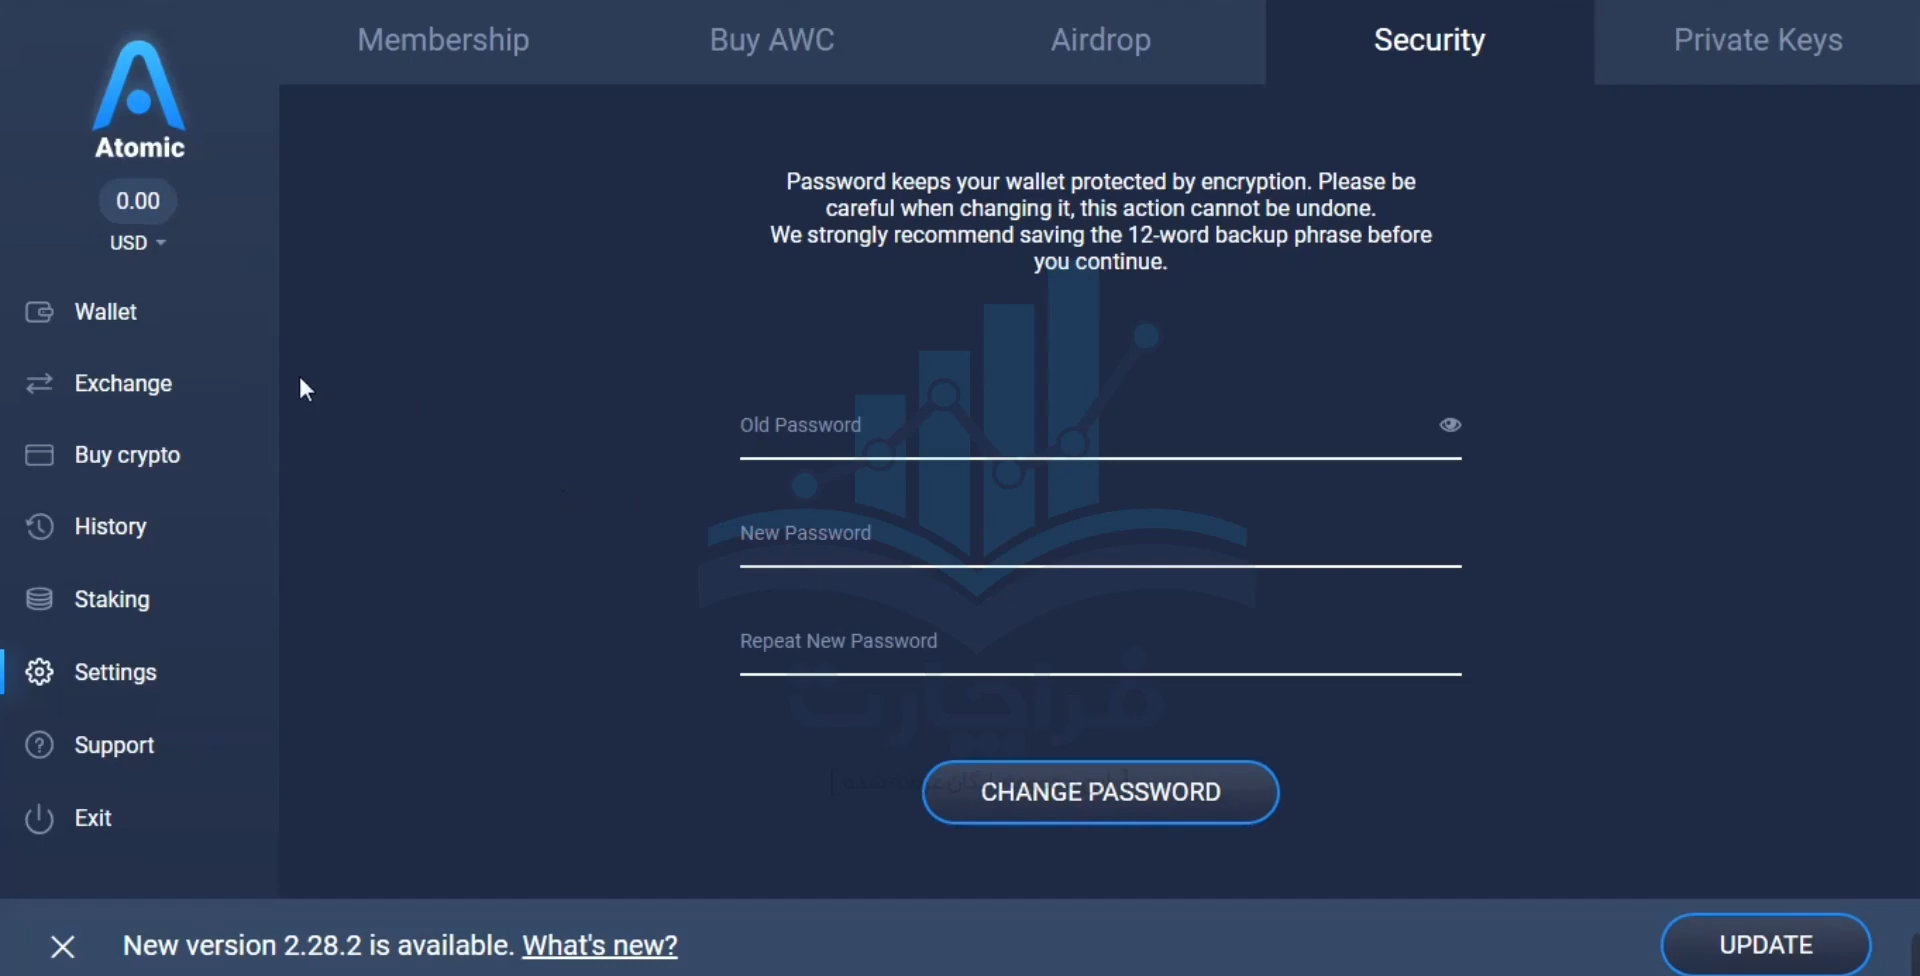 Membership
Buy AWC
Airdrop
Security
Private Keys
Atomic
0.00
USD
Wallet
Exchange
Buy crypto
History
Staking
Settings
Support
Exit
Password keeps your wallet protected by encryption. Please be
careful when changing it, this action cannot be undone.
We strongly recommend saving the 12-word backup phrase before
you continue.
Old Password
New Password
Repeat New Password
فراچارت
CHANGE PASSWORD
New version 2.28.2 is available. What's new?
UPDATE